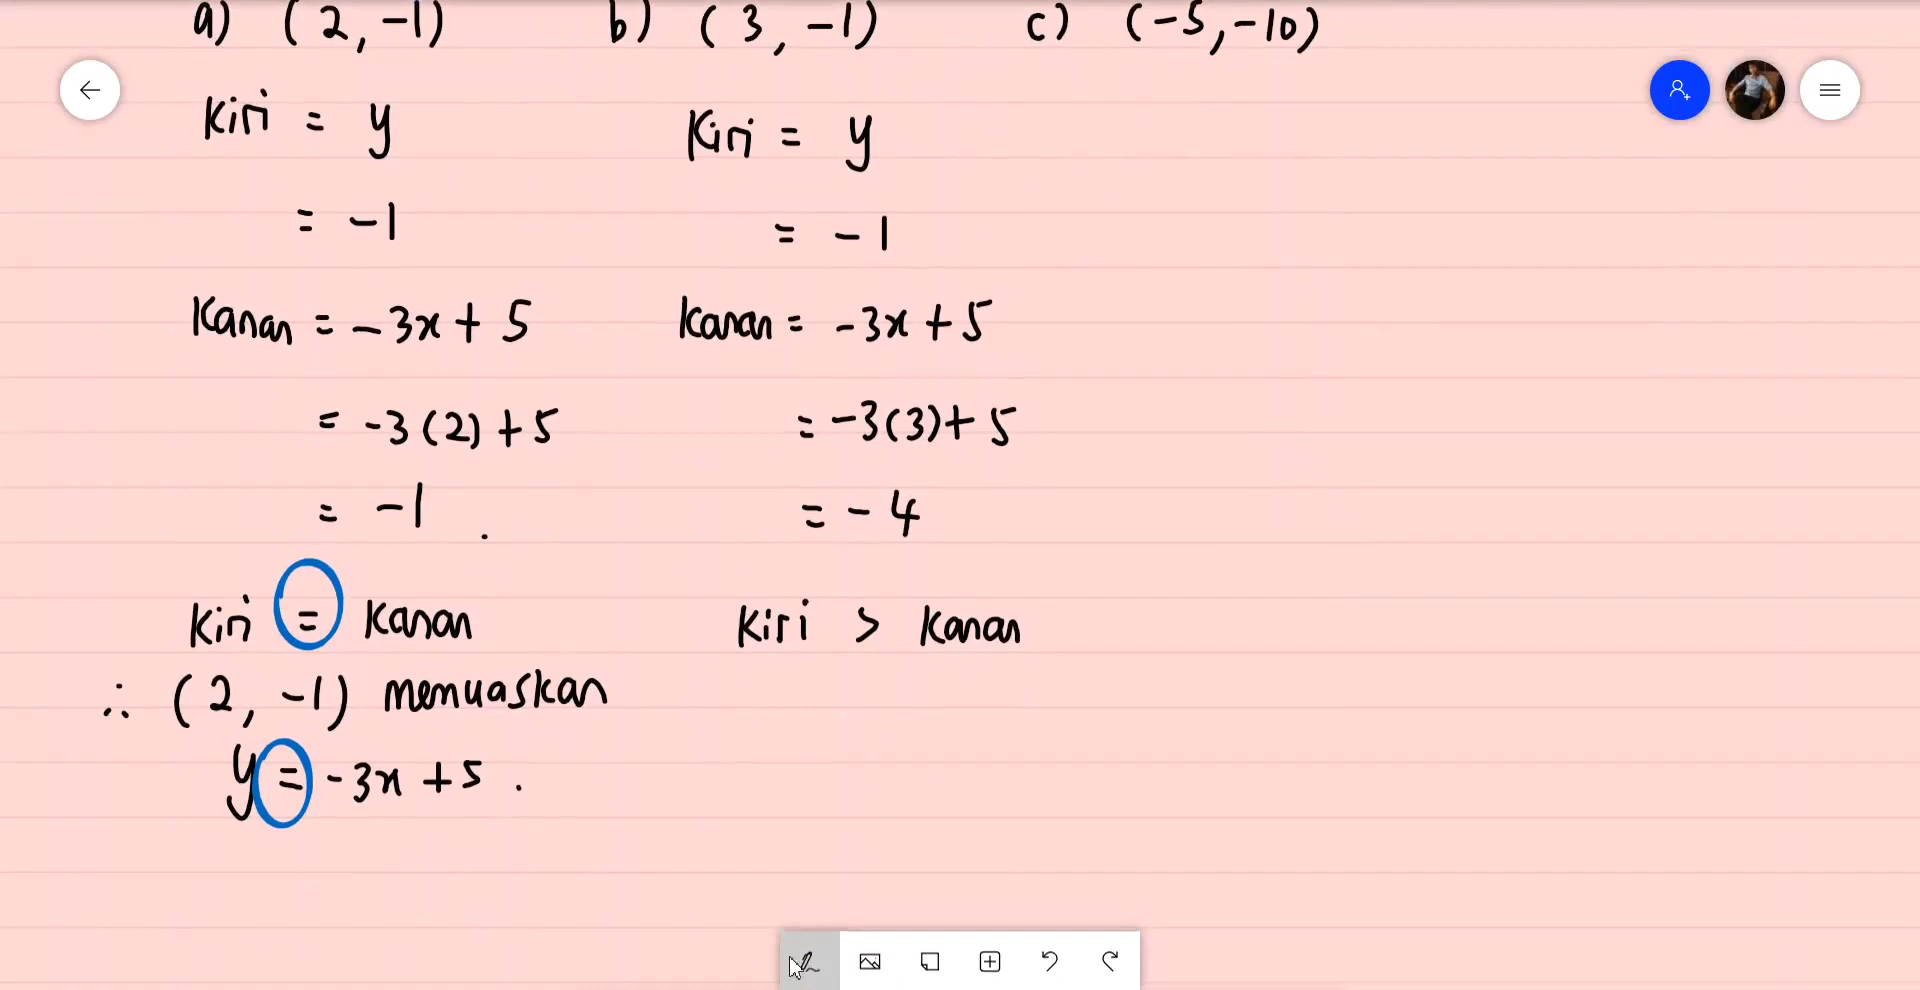 a) (2, -1) b) (3, -1) c) (-5, -10)
Kiri = y
= -1
Kanan = -3x + 5
= -3(2) + 5
= -1
Kiri = Kanan
∴ (2, -1) memuaskan
y = -3x + 5.
Kiri = y
= -1
Kanan = -3x + 5
= -3(3) + 5
= -4
Kiri > Kanan